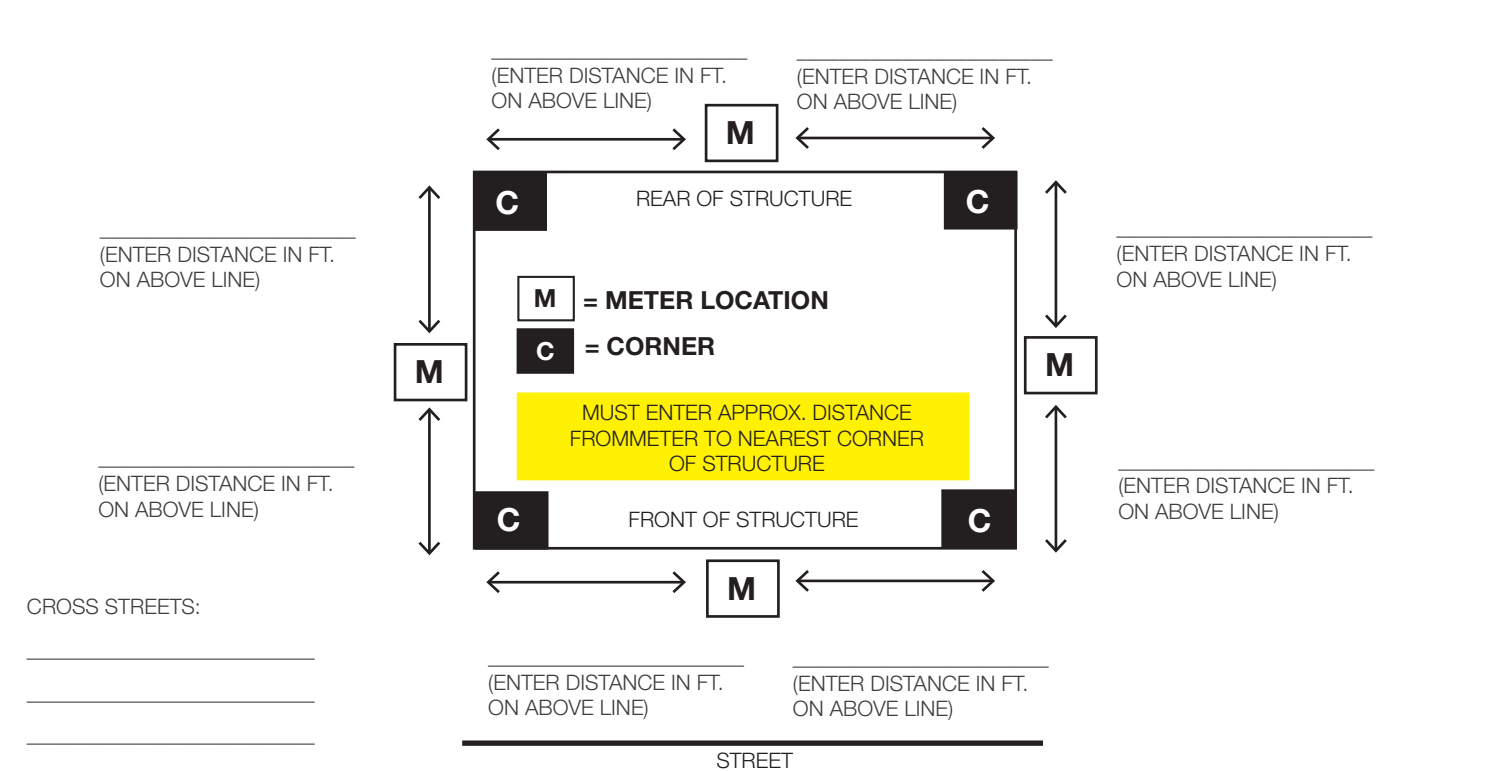 (ENTER DISTANCE IN FT.
ON ABOVE LINE)
(ENTER DISTANCE IN FT.
ON ABOVE LINE)
M
C
REAR OF STRUCTURE
C
(ENTER DISTANCE IN FT.
ON ABOVE LINE)
(ENTER DISTANCE IN FT.
ON ABOVE LINE)
M = METER LOCATION
C = CORNER
M
M
MUST ENTER APPROX. DISTANCE
FROMMETER TO NEAREST CORNER
OF STRUCTURE
(ENTER DISTANCE IN FT.
ON ABOVE LINE)
(ENTER DISTANCE IN FT.
ON ABOVE LINE)
C
FRONT OF STRUCTURE
C
M
CROSS STREETS:
(ENTER DISTANCE IN FT.
ON ABOVE LINE)
(ENTER DISTANCE IN FT.
ON ABOVE LINE)
STREET